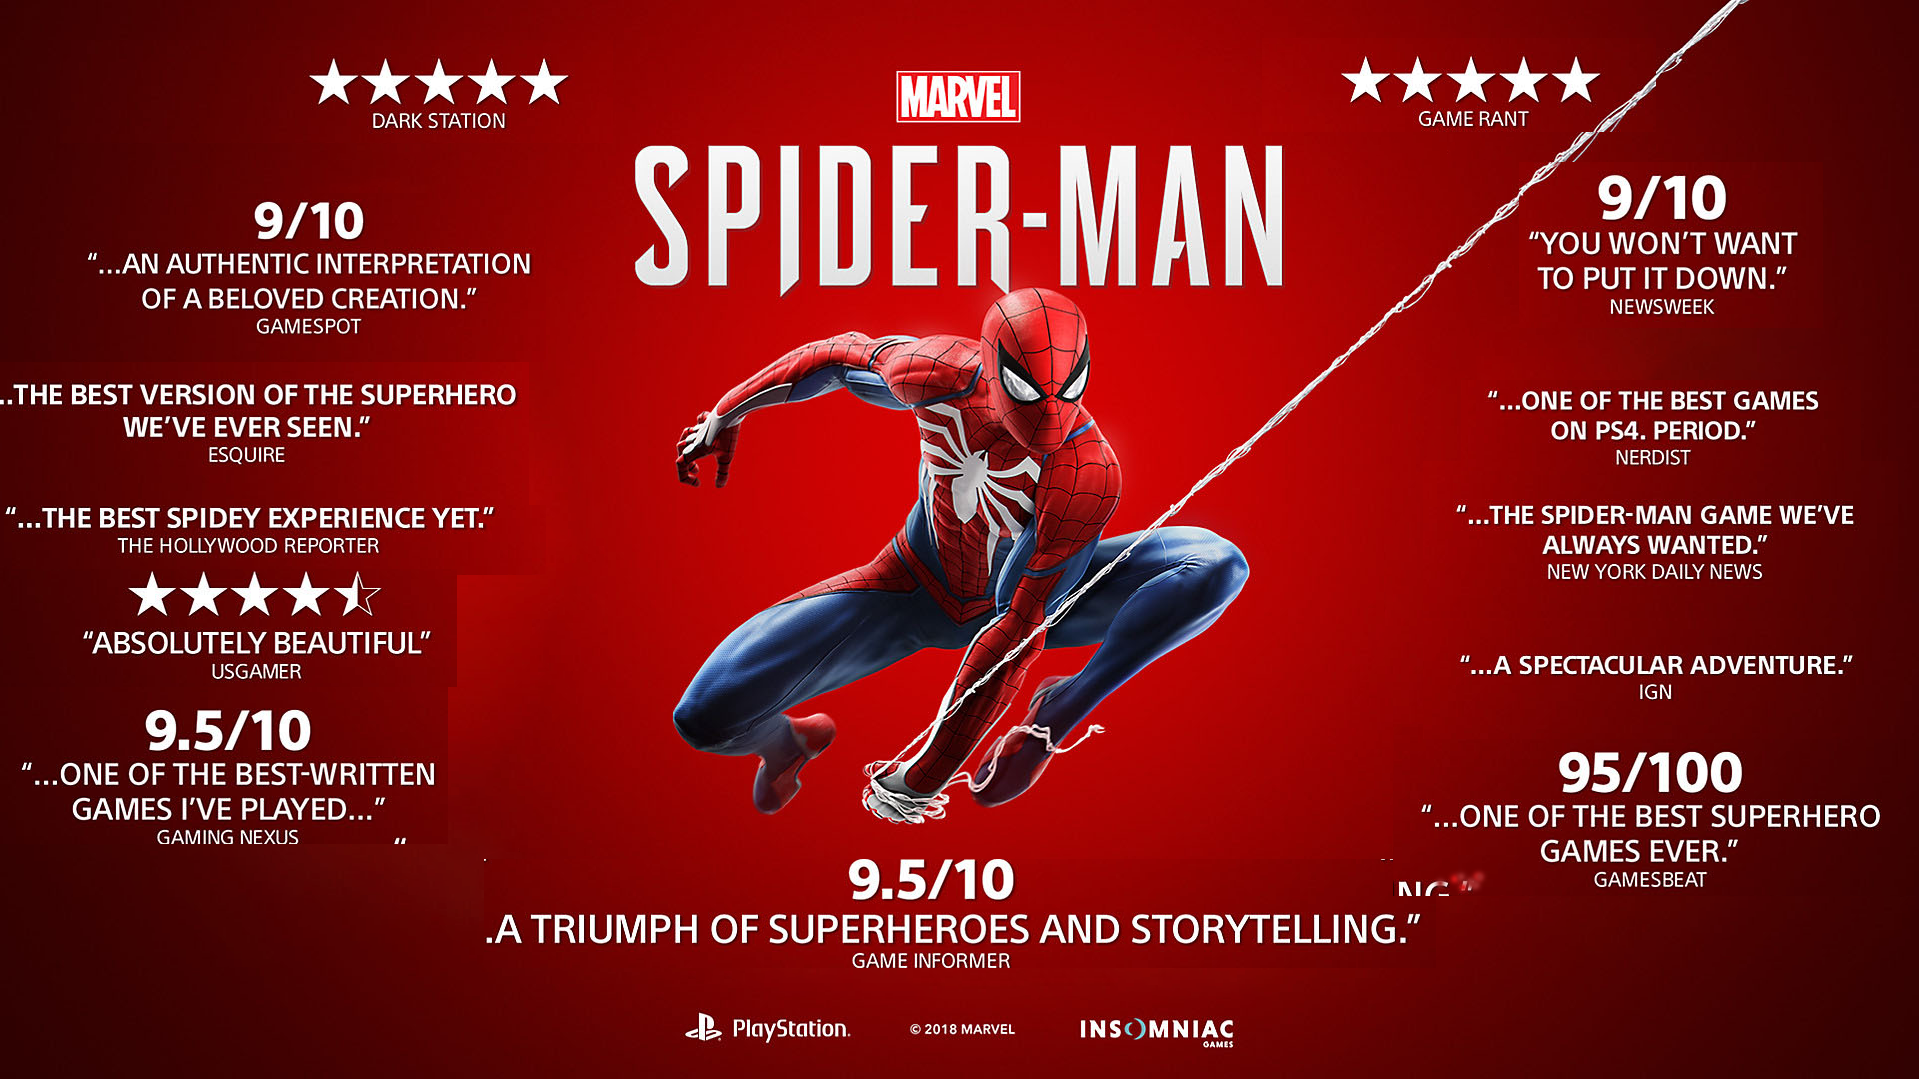 DARK STATION
MARVEL
GAME RANT
SPIDER-MAN
9/10
“...AN AUTHENTIC INTERPRETATION
OF A BELOVED CREATION.”
GAMESPOT
..THE BEST VERSION OF THE SUPERHERO
WE’VE EVER SEEN.”
ESQUIRE
“...THE BEST SPIDEY EXPERIENCE YET.”
THE HOLLYWOOD REPORTER
“ABSOLUTELY BEAUTIFUL”
USGAMER
9.5/10
“...ONE OF THE BEST-WRITTEN
GAMES I’VE PLAYED...”
GAMING NEXUS
“
9/10
“YOU WON’T WANT
TO PUT IT DOWN.”
NEWSWEEK
“...ONE OF THE BEST GAMES
ON PS4. PERIOD.”
NERDIST
“...THE SPIDER-MAN GAME WE’VE
ALWAYS WANTED.”
NEW YORK DAILY NEWS
“...A SPECTACULAR ADVENTURE.”
IGN
95/100
“...ONE OF THE BEST SUPERHERO
GAMES EVER.”
GAMESBEAT
9.5/10
.A TRIUMPH OF SUPERHEROES AND STORYTELLING.”
GAME INFORMER
PlayStation.
© 2018 MARVEL
INSOMNIAC
GAMES